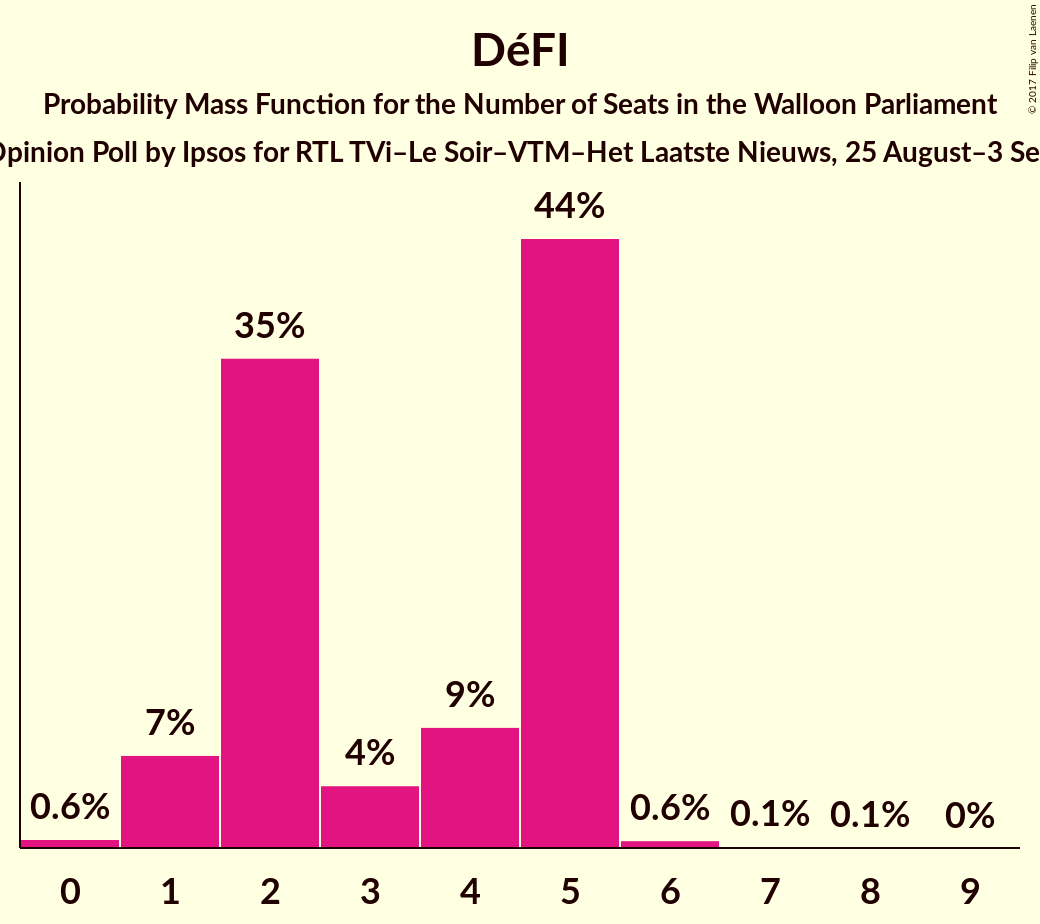 DéFI
Probability Mass Function for the Number of Seats in the Walloon Parliament
Opinion Poll by Ipsos for RTL TVi–Le Soir–VTM–Het Laatste Nieuws, 25 August–3 Se
© 2017 Filip van Laenen
44%
35%
9%
7%
4%
0.6%
0.6%
0.1%
0.1%
0%
0 1 2 3 4 5 6 7 8 9